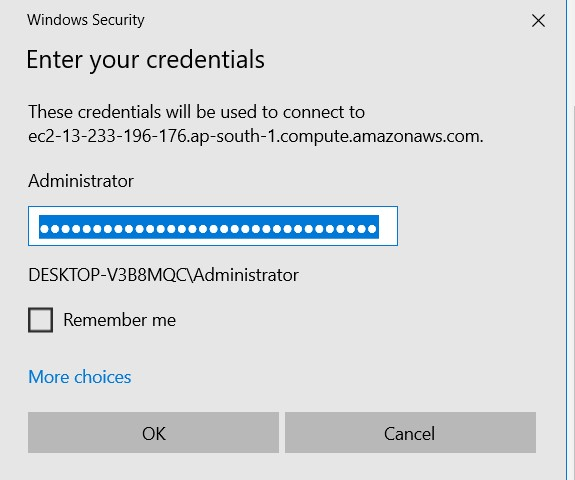 Windows Security
Enter your credentials
These credentials will be used to connect to
ec2-13-233-196-176.ap-south-1.compute.amazonaws.com.
Administrator
●●●●●●●●●●●●●●●●●●●●●●●●●●●●●●●●
DESKTOP-V3B8MQC\Administrator
Remember me
More choices
OK
Cancel